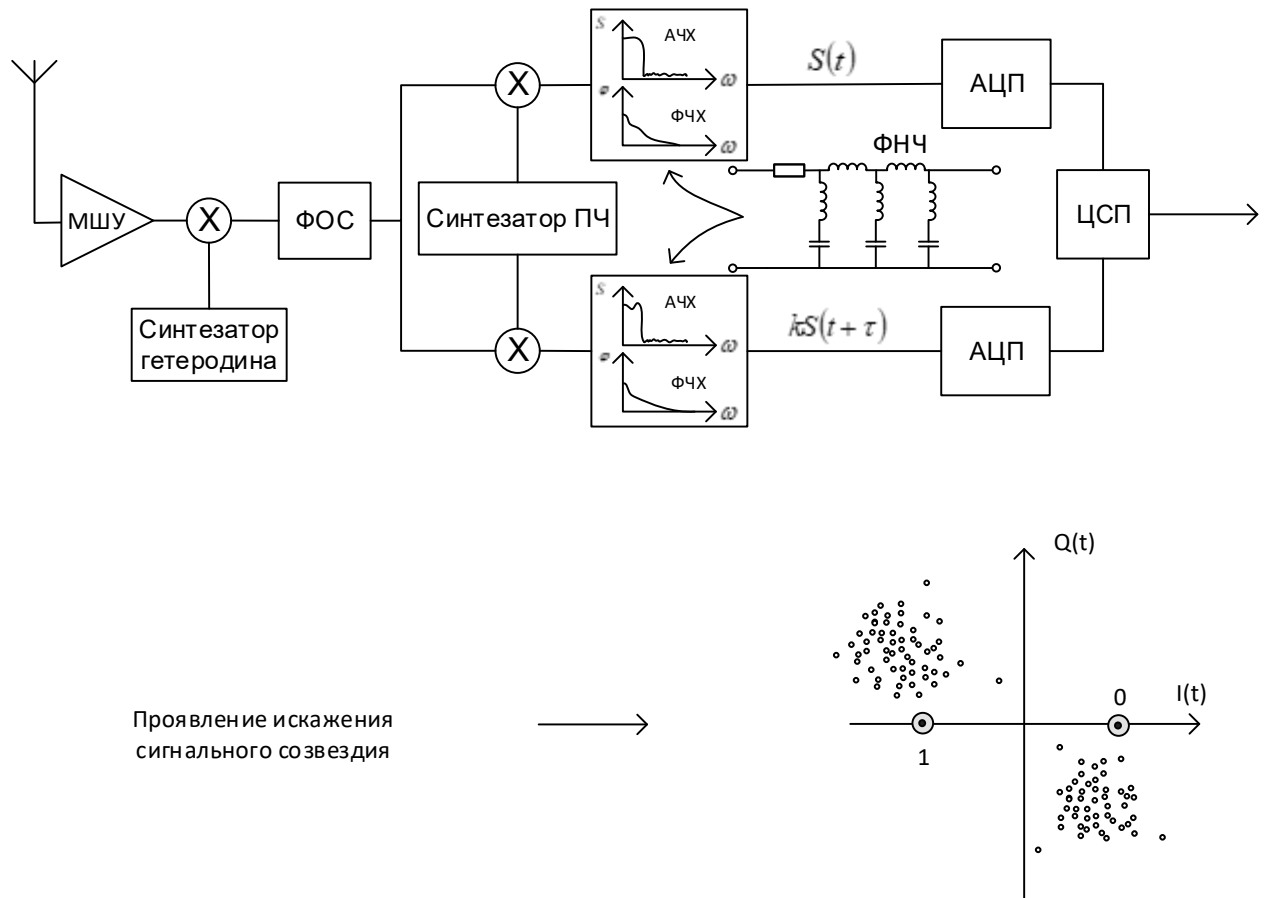 S
АЧХ
ω
φ
ФЧХ
ω
S(t)
АЦП
X
ФНЧ
МШУ
X
ФОС
Синтезатор ПЧ
ЦСП
Синтезатор
гетеродина
X
S
АЧХ
ω
φ
ФЧХ
ω
kS(t + τ)
АЦП
Q(t)
I(t)
0
1
Проявление искажения
сигнального созвездия